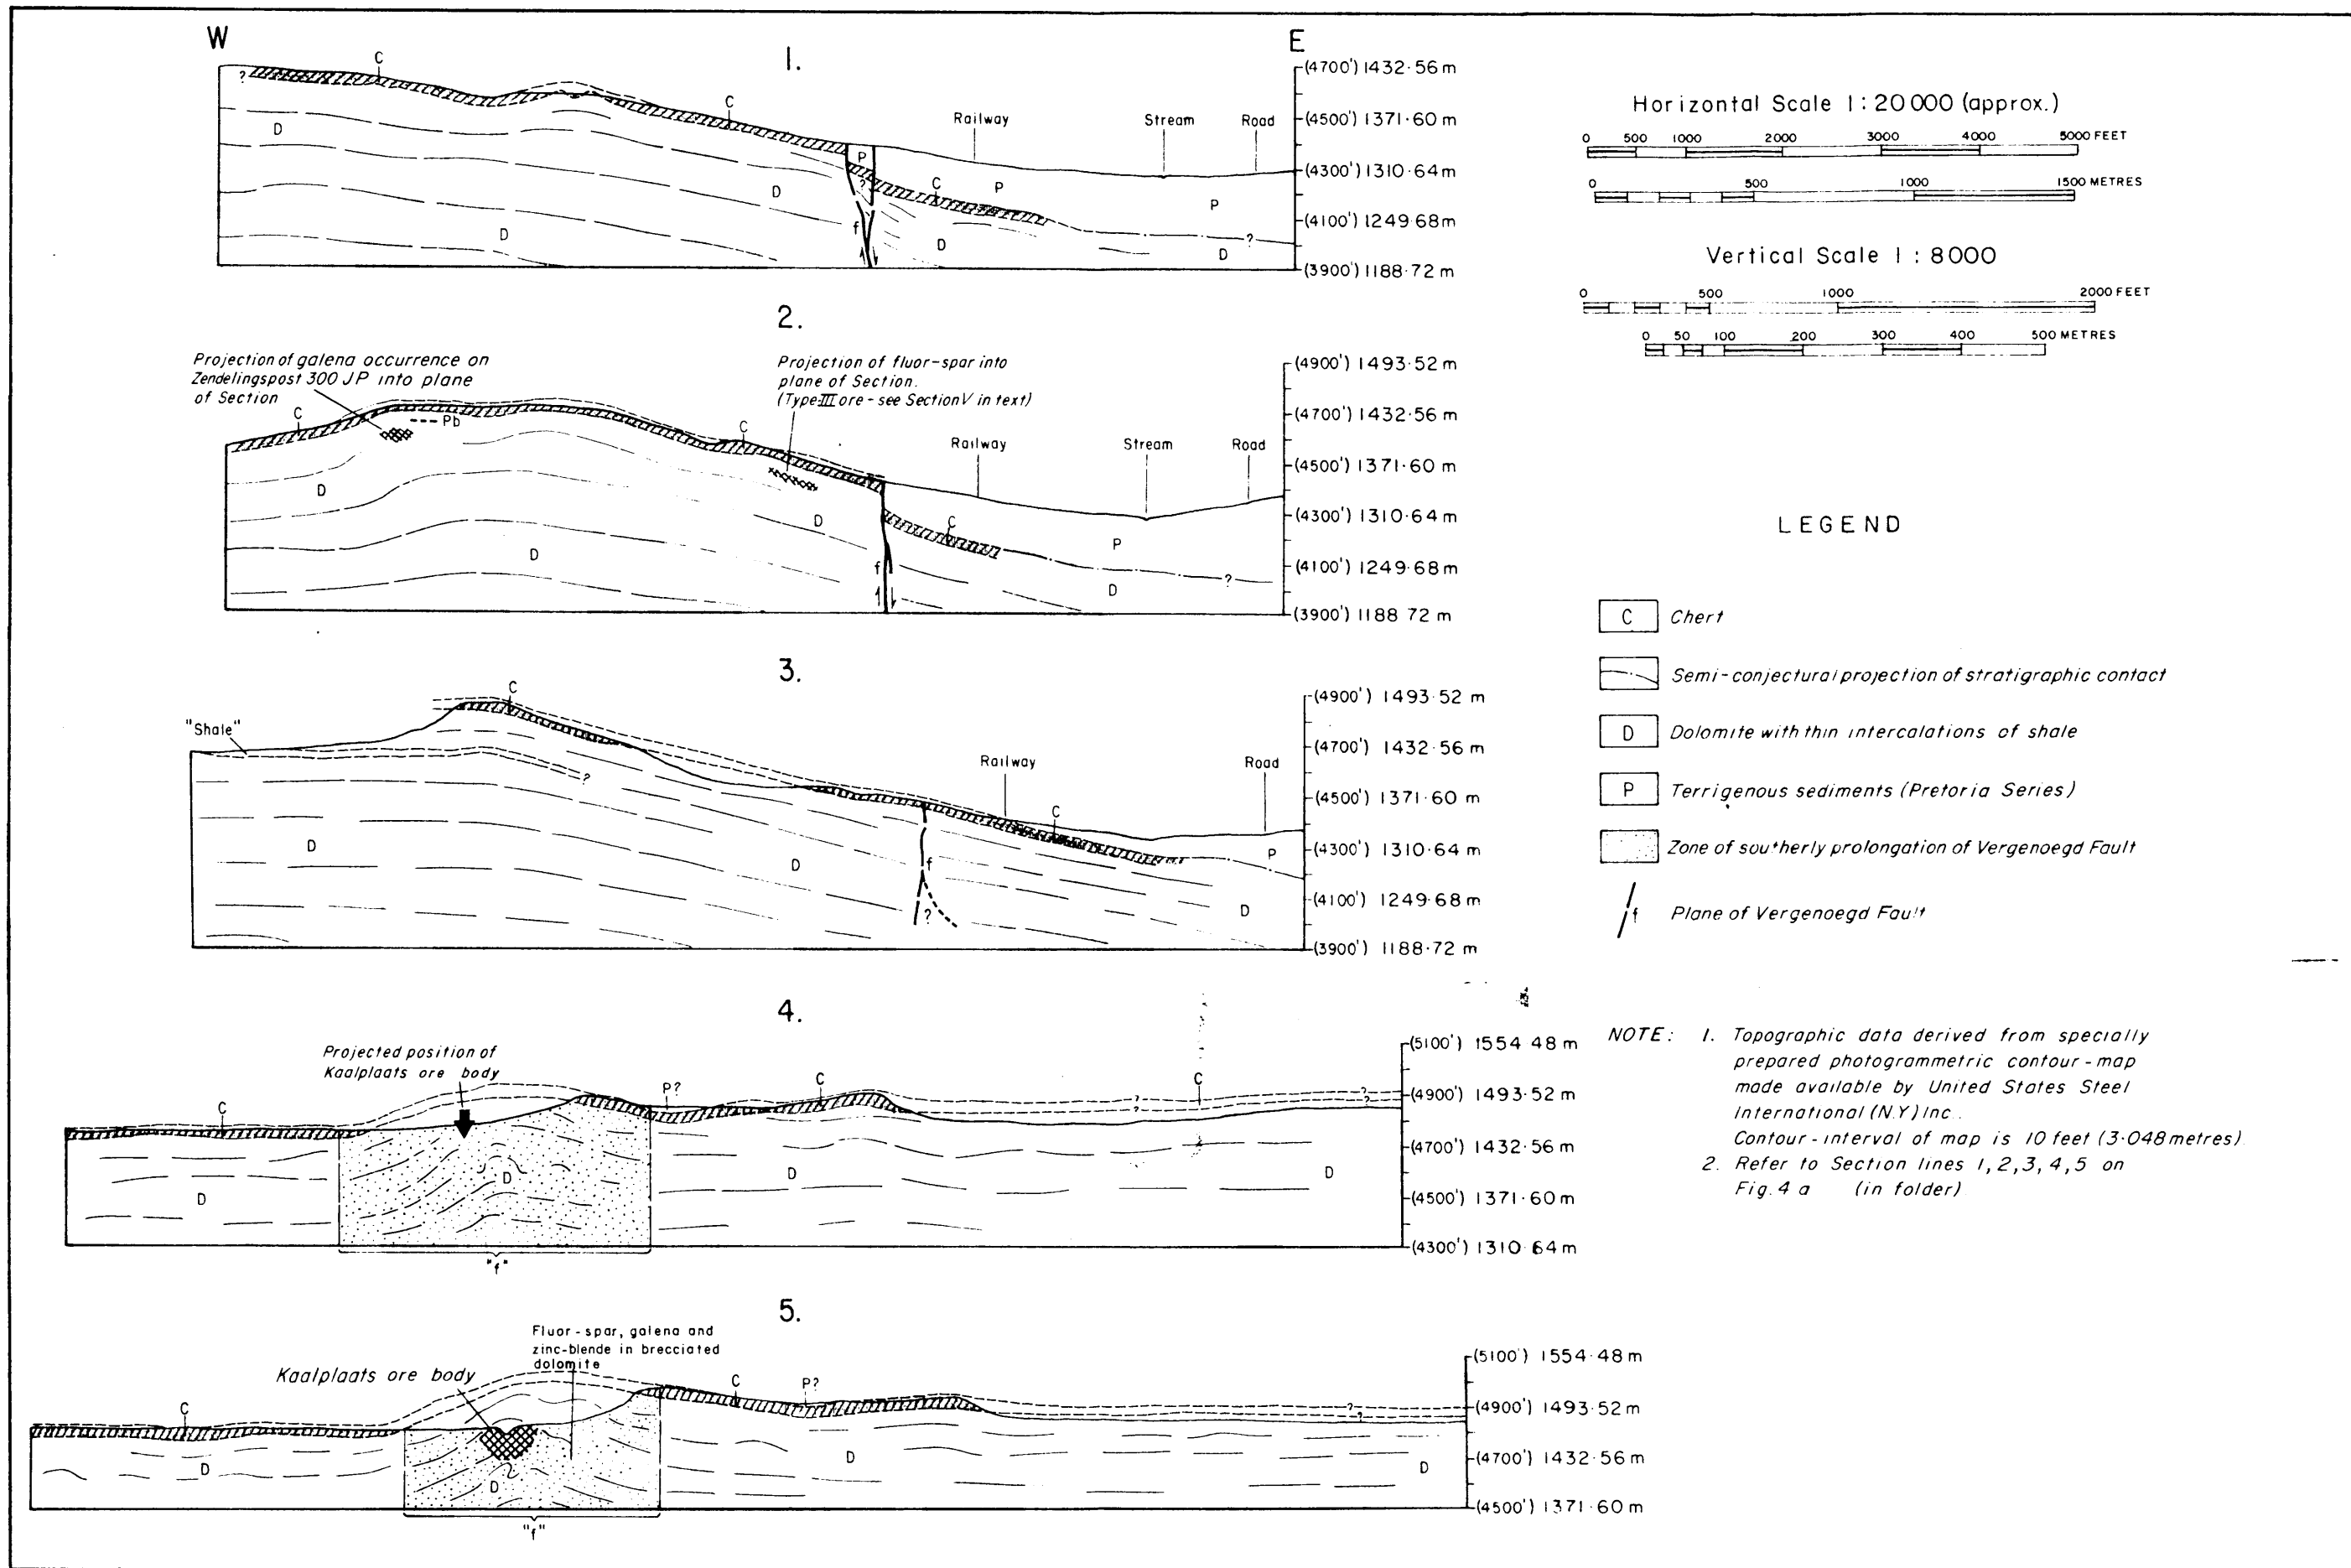 W
1.
E
C
?
C
D
D
D
P
?
f
C
P
P
D
?
D
Railway
Stream
Road
(4700') 1432·56 m
(4500') 1371·60 m
(4300') 1310·64 m
(4100') 1249·68 m
(3900') 1188·72 m
2.
Projection of galena occurrence on
Zendelingspost 300 JP into plane
of Section
Projection of fluor-spar into
plane of Section.
(Type III ore - see Section V in text)
C
Pb
C
D
D
D
f
C
P
D
?
Railway
Stream
Road
(4900') 1493·52 m
(4700') 1432·56 m
(4500') 1371·60 m
(4300') 1310·64 m
(4100') 1249·68 m
(3900') 1188 72 m
3.
"Shale"
C
?
D
D
f
?
C
P
D
Railway
Road
(4900') 1493·52 m
(4700') 1432·56 m
(4500') 1371·60 m
(4300') 1310·64 m
(4100') 1249·68 m
(3900') 1188·72 m
4.
Projected position of
Kaalplaats ore body
C
P?
C
?
?
C
?
?
D
D
D
D
"f"
(5100') 1554 48 m
(4900') 1493·52 m
(4700') 1432·56 m
(4500') 1371·60 m
(4300') 1310·64 m
5.
Fluor-spar, galena and
zinc-blende in brecciated
dolomite
Kaalplaats ore body
C
C
P?
?
?
D
?
D
D
D
"f"
(5100') 1554·48 m
(4900') 1493·52 m
(4700') 1432·56 m
(4500') 1371·60 m
Horizontal Scale 1:20 000 (approx.)
0 500 1000 2000 3000 4000 5000 FEET
0 500 1000 1500 METRES
Vertical Scale 1 : 8000
0 500 1000 2000 FEET
0 50 100 200 300 400 500 METRES
LEGEND
C Chert
Semi-conjectural projection of stratigraphic contact
D Dolomite with thin intercalations of shale
P Terrigenous sediments (Pretoria Series)
Zone of southerly prolongation of Vergenoegd Fault
f Plane of Vergenoegd Fault
NOTE: 1. Topographic data derived from specially
prepared photogrammetric contour-map
made available by United States Steel
International (N.Y) Inc..
Contour-interval of map is 10 feet (3·048 metres).
2. Refer to Section lines 1,2,3,4,5 on
Fig. 4 a (in folder)